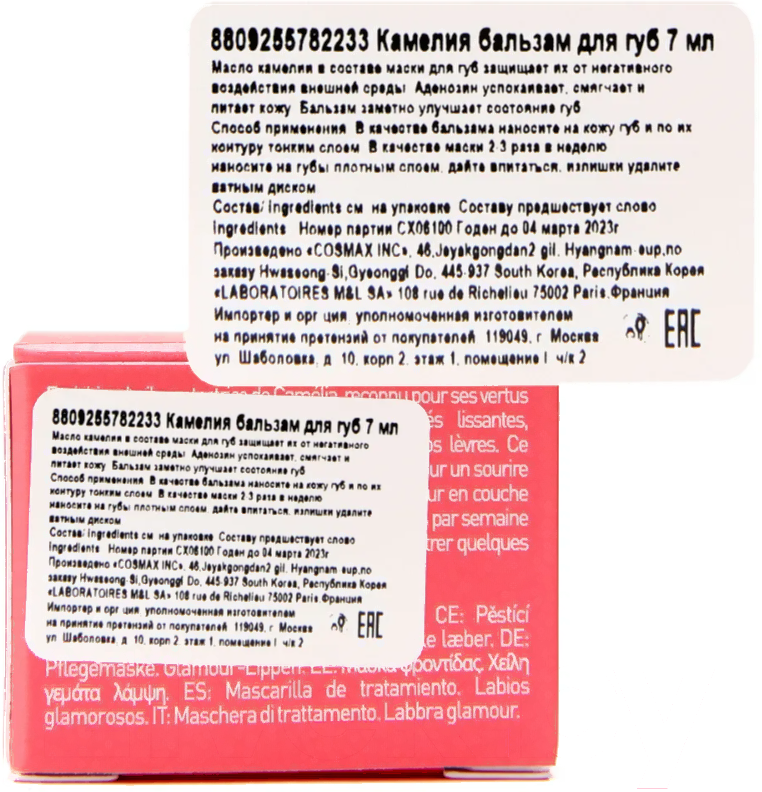 8809255782233 Камелия бальзам для губ 7 мл
Масло камелии в составе маски для губ защищает их от негативного
воздействия внешней среды Аденозин успокаивает, смягчает и
питает кожу Бальзам заметно улучшает состояние губ
Способ применения В качестве бальзама наносите на кожу губ и по их
контуру тонким слоем В качестве маски 2-3 раза в неделю
наносите на губы плотным слоем, дайте впитаться, излишки удалите
ватным диском
Состав/ Ingredients см на упаковке Составу предшествует слово
Ingredients Номер партии CX06100 Годен до 04 марта 2023г
Произведено «COSMAX INC», 46,Jeyakgongdan2 gil, Hyangnam-eup,по
заказу Hwaseong-Si,Gyeonggi Do, 445-937 South Korea, Республика Корея
«LABORATOIRES M&L SA» 108 rue de Richelieu 75002 Paris,Франция
Импортер и орг ция уполномоченная изготовителем
на принятие претензий от покупателей 119049, г Москва
ул Шаболовка, д 10, корп 2, этаж 1, помещение I ч/к 2
EAC
de Camélia, reconnu pour ses vertus
lissantes,
lèvres. Ce
ur un sourire
ur en couche
par semaine
trer quelques
8809255782233 Камелия бальзам для губ 7 мл
Масло камелии в составе маски для губ защищает их от негативного
воздействия внешней среды Аденозин успокаивает, смягчает и
питает кожу Бальзам заметно улучшает состояние губ
Способ применения В качестве бальзама наносите на кожу губ и по их
контуру тонким слоем В качестве маски 2-3 раза в неделю
наносите на губы плотным слоем, дайте впитаться, излишки удалите
ватным диском
Состав/ Ingredients см на упаковке Составу предшествует слово
Ingredients Номер партии CX06100 Годен до 04 марта 2023г
Произведено «COSMAX INC», 46,Jeyakgongdan2 gil, Hyangnam eup,по
заказу Hwaseong-Si,Gyeonggi Do, 445-937 South Korea, Республика Корея
«LABORATOIRES M&L SA» 108 rue de Richelieu 75002 Paris,Франция
Импортер и орг ция уполномоченная изготовителем
на принятие претензий от покупателей 119049, г Москва
ул Шаболовка, д 10, корп 2, этаж 1, помещение I ч/к 2
EAC
CE: Pěstící
læber. DE:
Pflegemaske. Glamour-Lippen. EE: Μάσκα φροντίδας. Χείλη
γεμάτα λάμψη. ES: Mascarilla de tratamiento. Labios
glamorosos. IT: Maschera di trattamento. Labbra glamour.